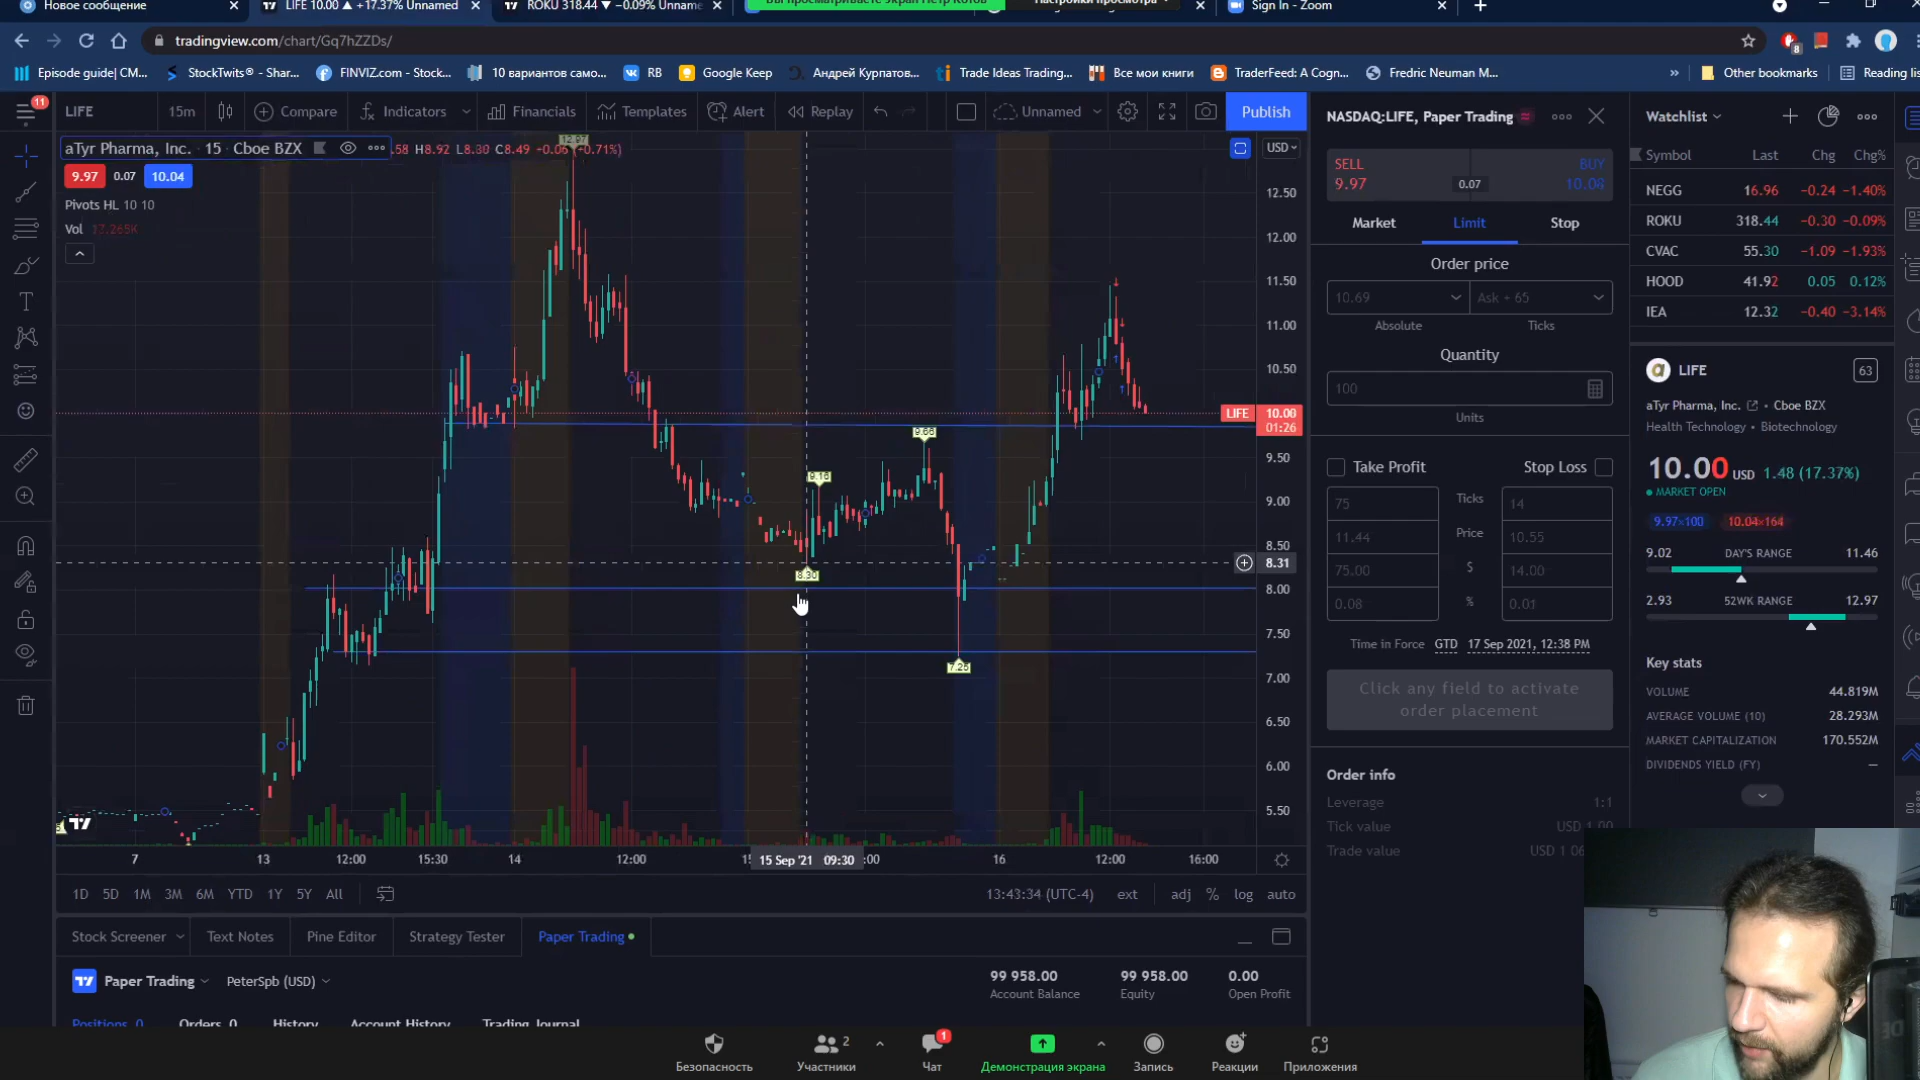 Новое сообщение
LIFE 10.00 ▲ +17.37% Unnamed
ROKU 318.44 ▼ −0.09% Unname
Вы просматриваете экран Петр Котов
Настройки просмотра
Sign In - Zoom
tradingview.com/chart/Gq7hZZDs/
8
Episode guide| CM...
StockTwits® - Shar...
FINVIZ.com - Stock...
10 вариантов само...
RB
Google Keep
Андрей Курпатов...
Trade Ideas Trading...
Все мои книги
TraderFeed: A Cogn...
Fredric Neuman M...
»
Other bookmarks
Reading lis
11
LIFE
15m
Compare
Indicators
Financials
Templates
Alert
Replay
Unnamed
Publish
aTyr Pharma, Inc. · 15 · Cboe BZX
.58 H8.92 L8.30 C8.49 −0.06 (−0.71%)
9.97
0.07
10.04
Pivots HL 10 10
Vol 17.265K
USD
12.97
9.18
9.66
8.30
7.25
12.50
12.00
11.50
11.00
10.50
LIFE
10.00
01:26
9.50
9.00
8.50
8.31
8.00
7.50
7.00
6.50
6.00
5.50
7
13
12:00
15:30
14
12:00
15 Sep '21 09:30
:00
16
12:00
16:00
1D
5D
1M
3M
6M
YTD
1Y
5Y
All
13:43:34 (UTC-4)
ext
adj
%
log
auto
Stock Screener
Text Notes
Pine Editor
Strategy Tester
Paper Trading
Paper Trading
PeterSpb (USD)
99 958.00
Account Balance
99 958.00
Equity
0.00
Open Profit
Positions 0
Orders 0
History
Account History
Trading Journal
NASDAQ:LIFE, Paper Trading
SELL
9.97
0.07
BUY
10.04
Market
Limit
Stop
Order price
10.69
Ask + 65
Absolute
Ticks
Quantity
100
Units
Take Profit
Stop Loss
75
Ticks
14
11.44
Price
10.55
75.00
$
14.00
0.08
%
0.01
Time in Force GTD 17 Sep 2021, 12:38 PM
Click any field to activate
order placement
Order info
Leverage
1:1
Tick value
USD 1.00
Trade value
USD 1 06
Watchlist
Symbol
Last
Chg
Chg%
NEGG 16.96 −0.24 −1.40%
ROKU 318.44 −0.30 −0.09%
CVAC 55.30 −1.09 −1.93%
HOOD 41.92 0.05 0.12%
IEA 12.32 −0.40 −3.14%
LIFE
63
aTyr Pharma, Inc. · Cboe BZX
Health Technology · Biotechnology
10.00 USD 1.48 (17.37%)
MARKET OPEN
9.97×100
10.04×164
9.02 DAY'S RANGE 11.46
2.93 52WK RANGE 12.97
Key stats
VOLUME 44.819M
AVERAGE VOLUME (10) 28.293M
MARKET CAPITALIZATION 170.552M
DIVIDENDS YIELD (FY) —
Безопасность
2
Участники
1
Чат
Демонстрация экрана
Запись
Реакции
Приложения